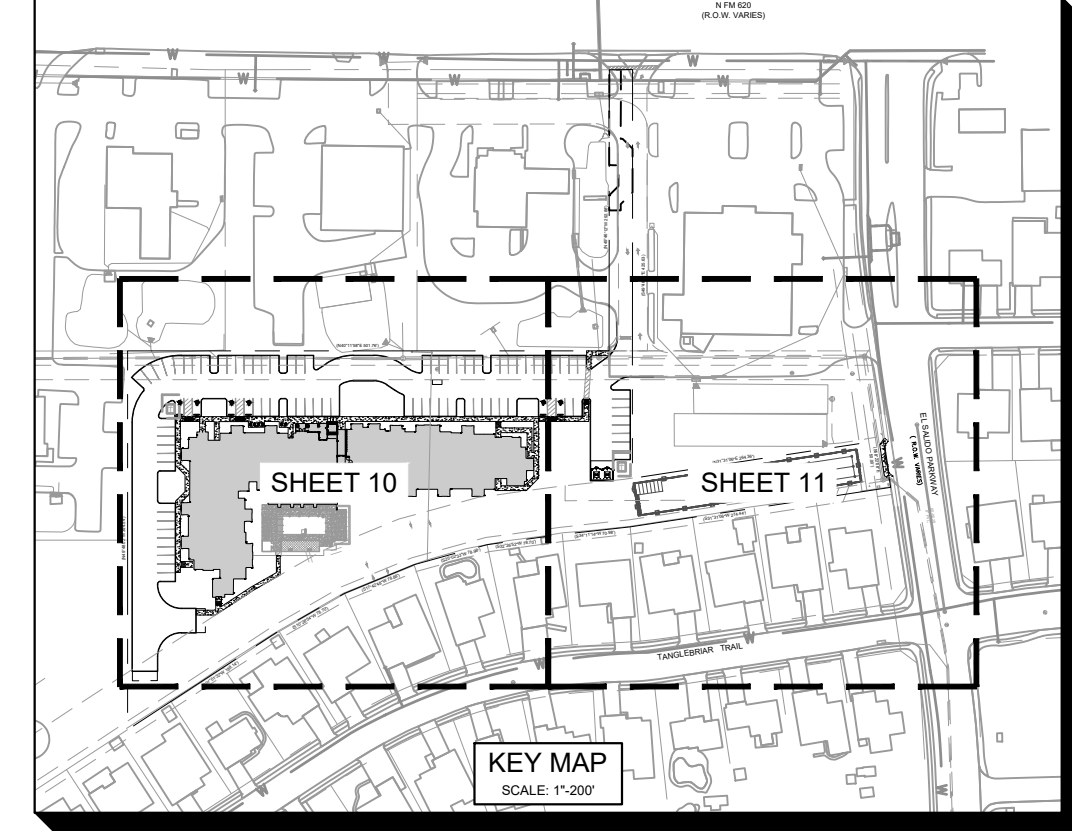 N FM 620
(R.O.W. VARIES)
W
W
W
W
W
W
SHEET 10
SHEET 11
W
EL SALIDO PARKWAY
( R.O.W. VARIES)
W
TANGLEBRIAR TRAIL
W
W
W
KEY MAP
SCALE: 1"-200'